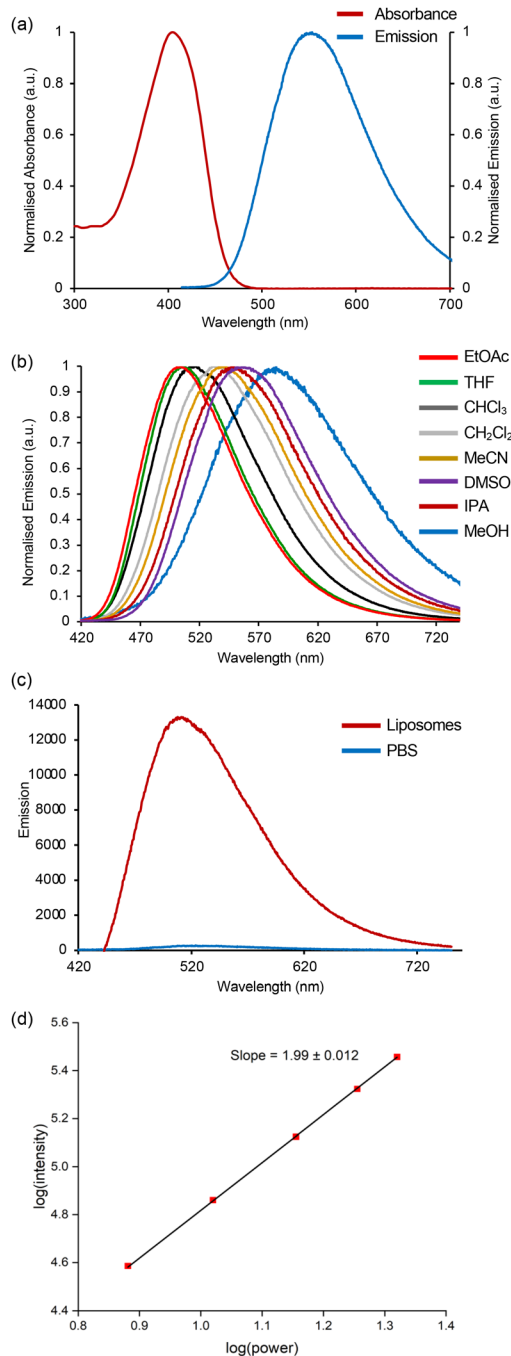 (a)
Absorbance
Emission
Normalised Absorbance (a.u.)
Normalised Emission (a.u.)
1
0.8
0.6
0.4
0.2
0
1
0.8
0.6
0.4
0.2
0
300 400 500 600 700
Wavelength (nm)
(b)
EtOAc
THF
CHCl₃
CH₂Cl₂
MeCN
DMSO
IPA
MeOH
Normalised Emission (a.u.)
1
0.9
0.8
0.7
0.6
0.5
0.4
0.3
0.2
0.1
0
420 470 520 570 620 670 720
Wavelength (nm)
(c)
Liposomes
PBS
Emission
14000
12000
10000
8000
6000
4000
2000
0
420 520 620 720
Wavelength (nm)
(d)
Slope = 1.99 ± 0.012
log(intensity)
5.6
5.4
5.2
5.0
4.8
4.6
4.4
0.8 0.9 1.0 1.1 1.2 1.3 1.4
log(power)